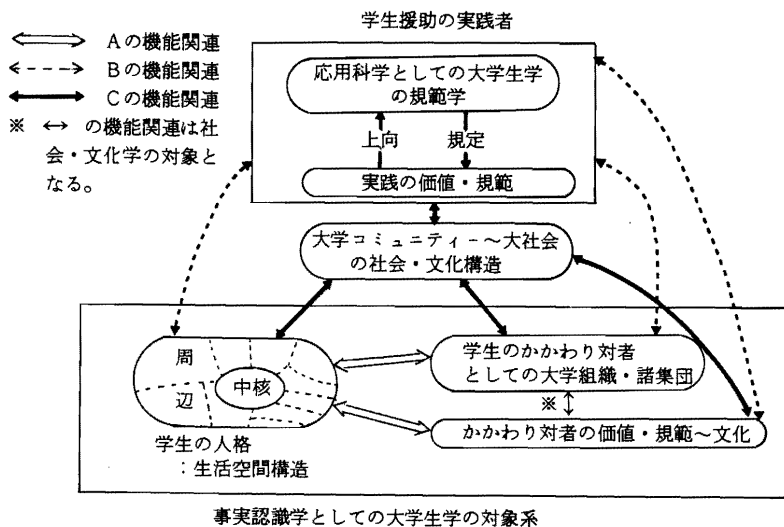 学生援助の実践者
Aの機能関連
Bの機能関連
Cの機能関連
※ ↔ の機能関連は社
会・文化学の対象と
なる。
応用科学としての大学生学
の規範学
上向
規定
実践の価値・規範
大学コミュニティー～大社会
の社会・文化構造
周
辺
中核
学生の人格
：生活空間構造
学生のかかわり対者
としての大学組織・諸集団
※
かかわり対者の価値・規範～文化
事実認識学としての大学生学の対象系